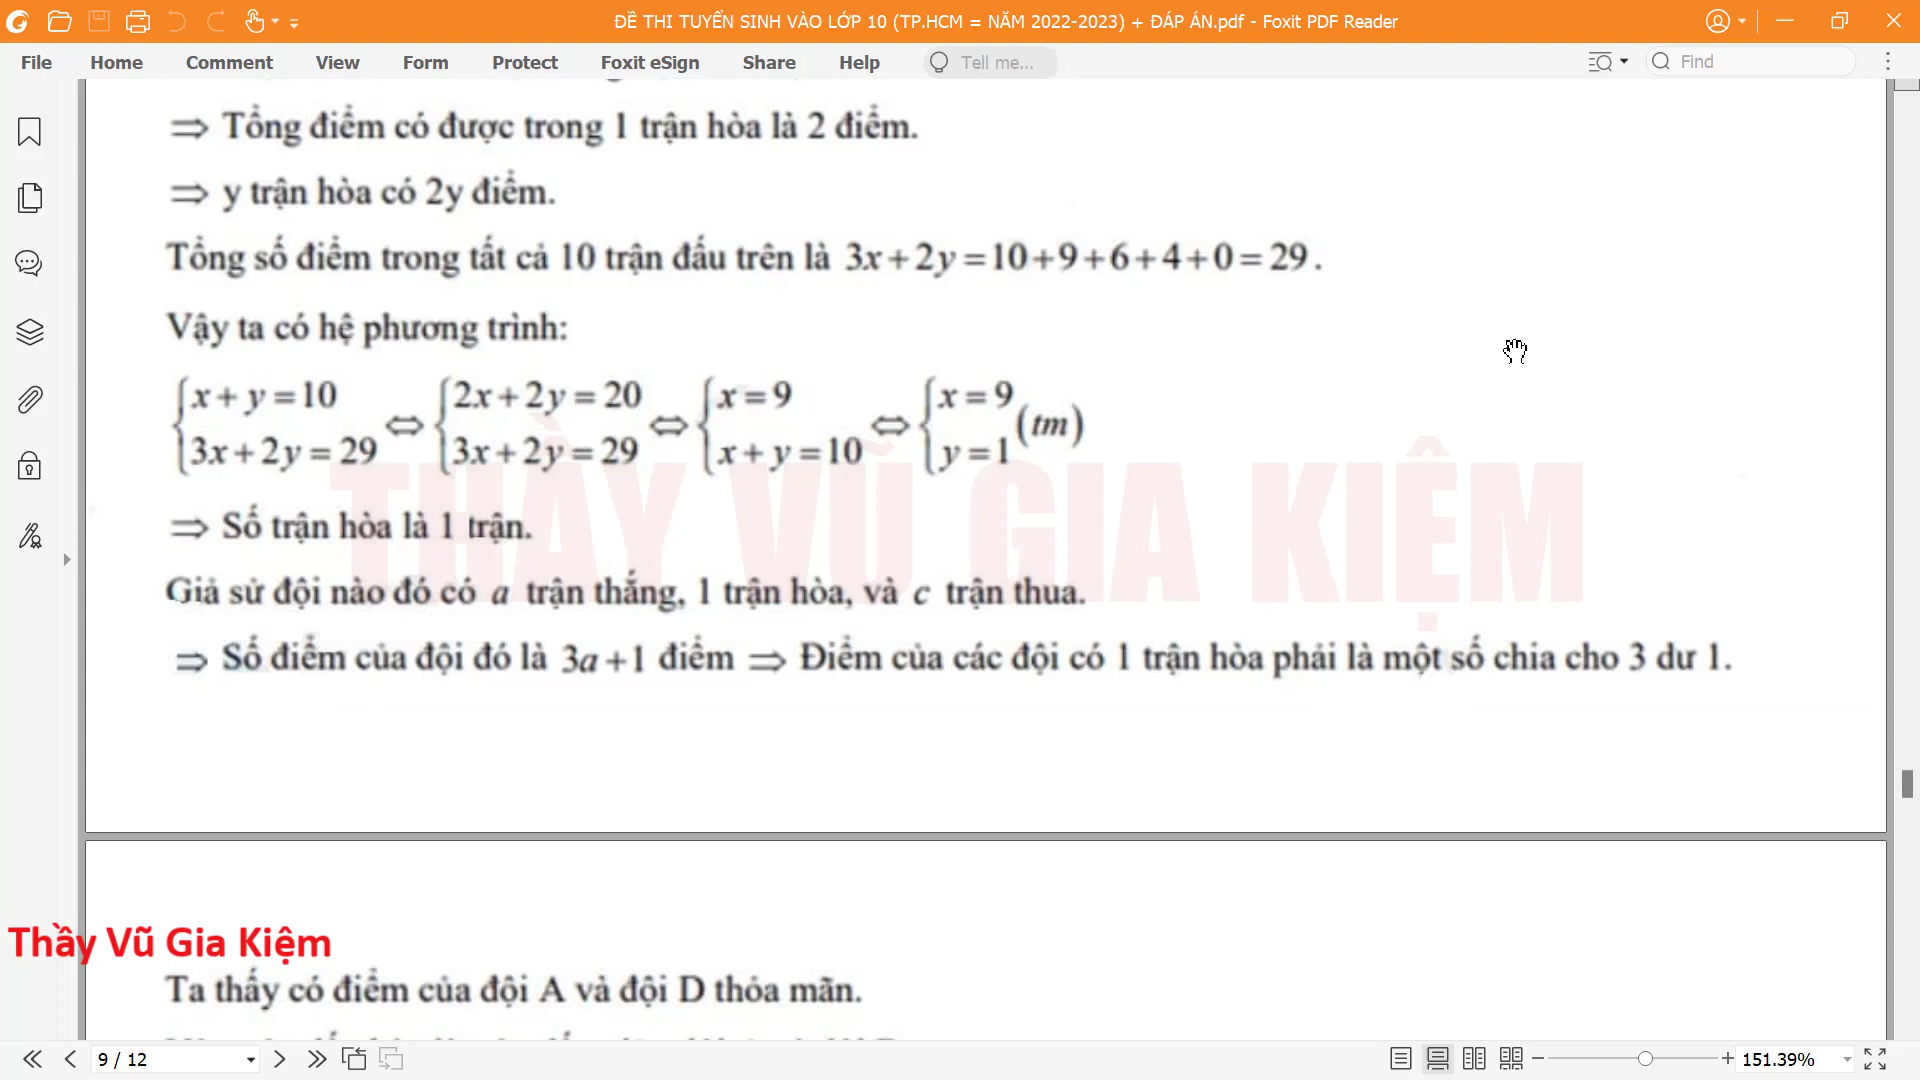 ĐỀ THI TUYỂN SINH VÀO LỚP 10 (TP.HCM = NĂM 2022-2023) + ĐÁP ÁN.pdf - Foxit PDF Reader
File Home Comment View Form Protect Foxit eSign Share Help Tell me... Find
⇒ Tổng điểm có được trong 1 trận hòa là 2 điểm.
⇒ y trận hòa có 2y điểm.
Tổng số điểm trong tất cả 10 trận đấu trên là 3x+2y=10+9+6+4+0=29.
Vậy ta có hệ phương trình:
{x+y=10 ⇔ {2x+2y=20 ⇔ {x=9 ⇔ {x=9 (tm)
{3x+2y=29 {3x+2y=29 {x+y=10 {y=1
THẦY VŨ GIA KIỆM
⇒ Số trận hòa là 1 trận.
Giả sử đội nào đó có a trận thắng, 1 trận hòa, và c trận thua.
⇒ Số điểm của đội đó là 3a+1 điểm ⇒ Điểm của các đội có 1 trận hòa phải là một số chia cho 3 dư 1.
Thầy Vũ Gia Kiệm
Ta thấy có điểm của đội A và đội D thỏa mãn.
9 / 12 151.39%